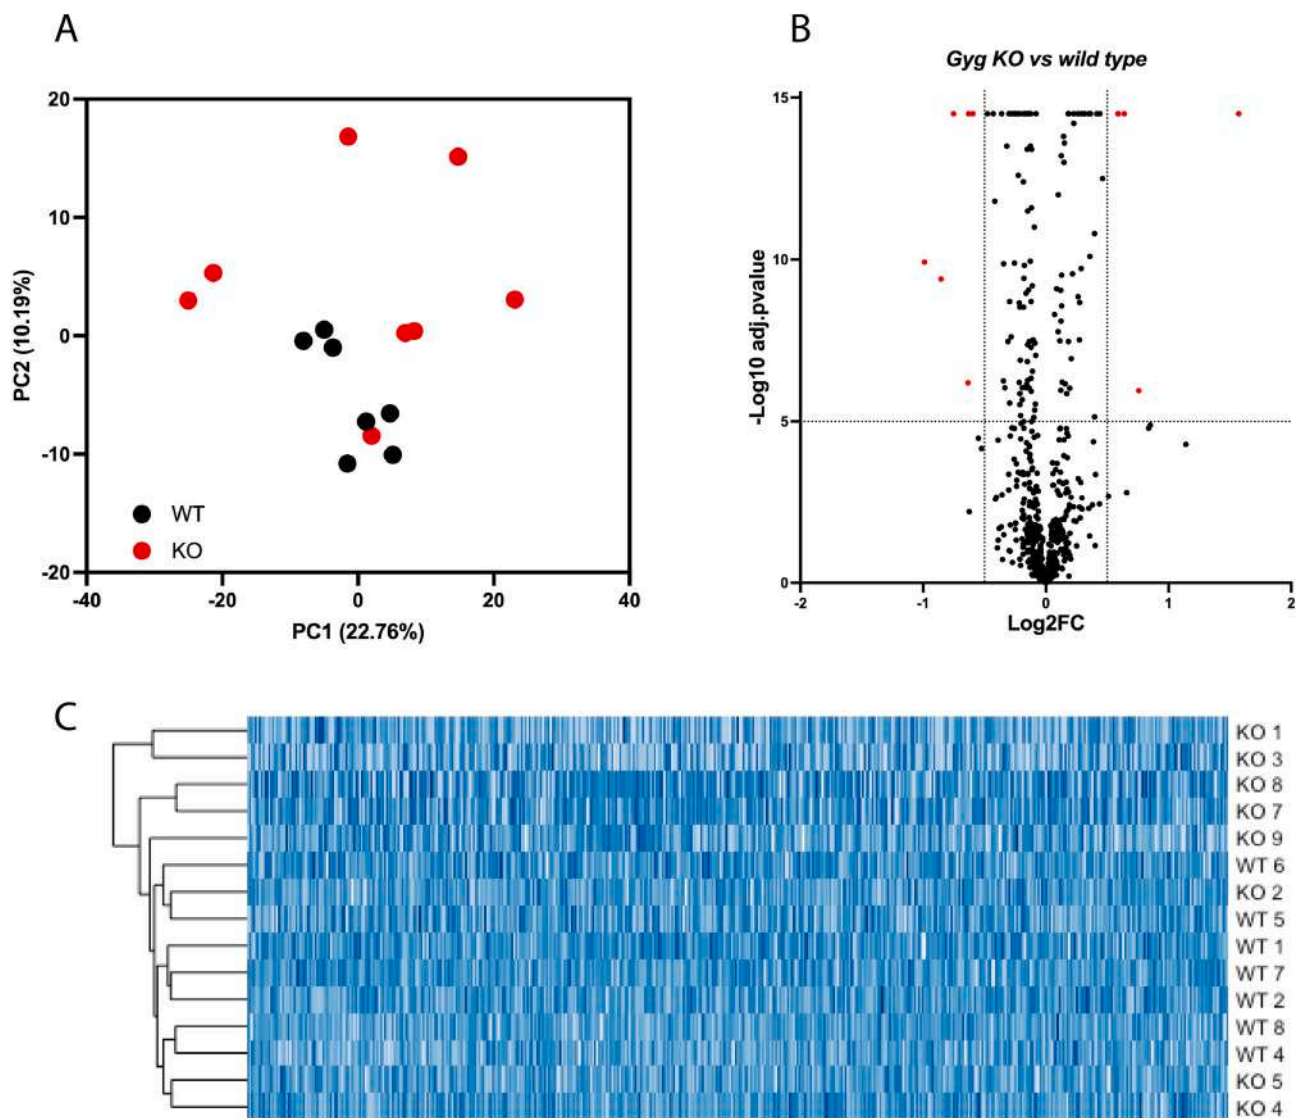 A
20
10
0
-10
-20
-40
-20
0
20
40
PC2 (10.19%)
PC1 (22.76%)
WT
KO
B
Gyg KO vs wild type
15
10
5
0
-2
-1
0
1
2
-Log10 adj.pvalue
Log2FC
C
KO 1
KO 3
KO 8
KO 7
KO 9
WT 6
KO 2
WT 5
WT 1
WT 7
WT 2
WT 8
WT 4
KO 5
KO 4